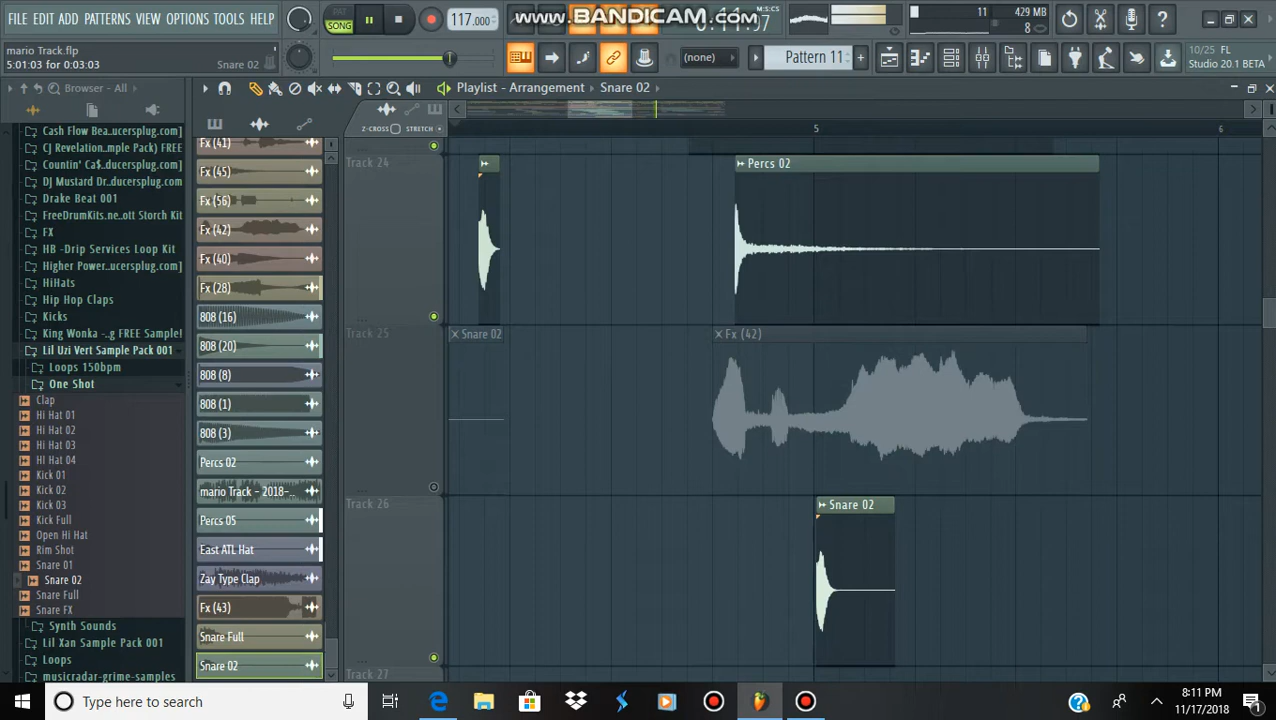 FILE EDIT ADD PATTERNS VIEW OPTIONS TOOLS HELP
PAT
SONG
117.000
www.BANDICAM.com
M:S:CS
11
429 MB
8
mario Track.flp
5:01:03 for 0:03:03
Snare 02
(none)
Pattern 11
10/25 FL
Studio 20.1 BETA
Browser - All
Playlist - Arrangement
Snare 02
Z-CROSS
STRETCH
5
6
Cash Flow Bea..ucersplug.com]
CJ Revelation...mple Pack) FREE
Countin' Ca$..ducersplug.com]
DJ Mustard Dr..ducersplug.com]
Drake Beat 001
FreeDrumKits.ne..ott Storch Kit
FX
HB -Drip Services Loop Kit
Higher Power..ucersplug.com]
HiHats
Hip Hop Claps
Kicks
King Wonka -..g FREE Sample!
Lil Uzi Vert Sample Pack 001
Loops 150bpm
One Shot
Clap
Hi Hat 01
Hi Hat 02
Hi Hat 03
HI Hat 04
Kick 01
Kick 02
Kick 03
Kick Full
Open Hi Hat
Rim Shot
Snare 01
Snare 02
Snare Full
Snare FX
Synth Sounds
Lil Xan Sample Pack 001
Loops
musicradar-grime-samples
Fx (41)
Fx (45)
Fx (56)
Fx (42)
Fx (40)
Fx (28)
808 (16)
808 (20)
808 (8)
808 (1)
808 (3)
Percs 02
mario Track - 2018-..
Percs 05
East ATL Hat
Zay Type Clap
Fx (43)
Snare Full
Snare 02
Track 24
Percs 02
Track 25
Snare 02
Fx (42)
Track 26
Snare 02
Track 27
Type here to search
8:11 PM
11/17/2018
1